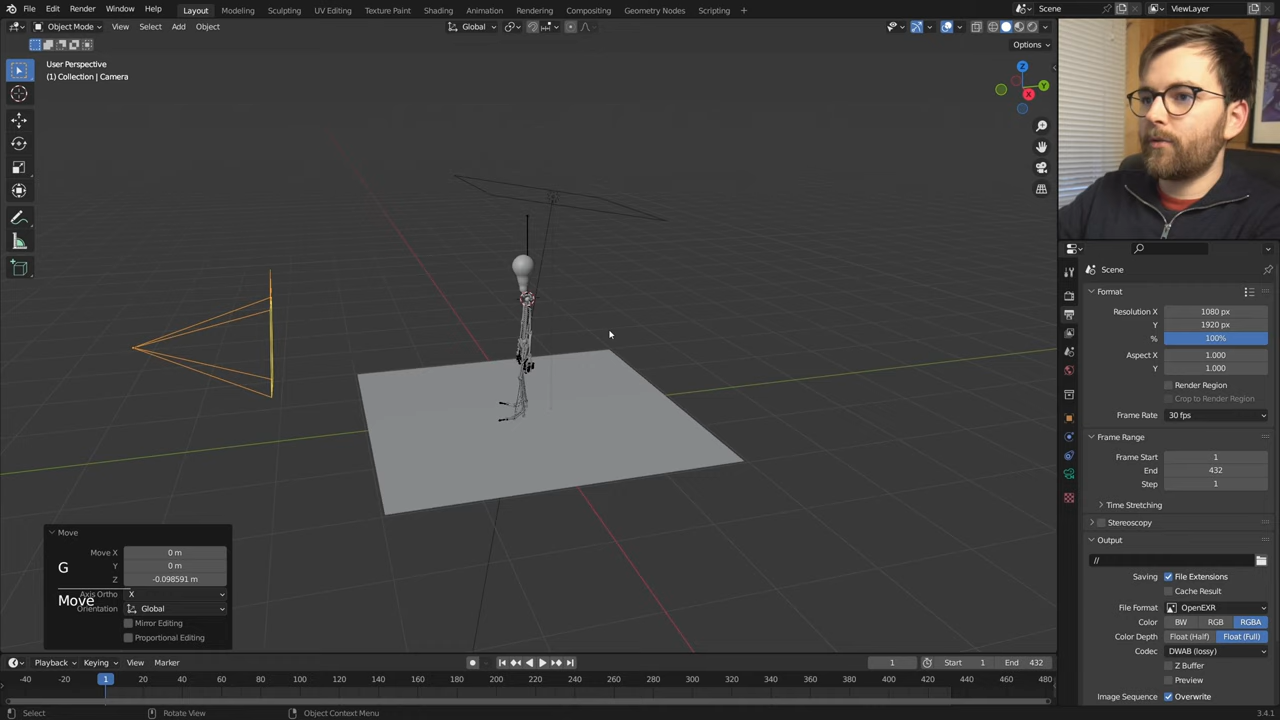 File Edit Render Window Help Layout Modeling Sculpting UV Editing Texture Paint Shading Animation Rendering Compositing Geometry Nodes Scripting + Scene ViewLayer
Object Mode View Select Add Object Global
Options
User Perspective
(1) Collection | Camera
Z
Y
X
Scene
Format
Resolution X 1080 px
Y 1920 px
% 100%
Aspect X 1.000
Y 1.000
Render Region
Crop to Render Region
Frame Rate 30 fps
Frame Range
Frame Start 1
End 432
Step 1
Time Stretching
Stereoscopy
Output
//
Saving File Extensions
Cache Result
File Format OpenEXR
Color BW RGB RGBA
Color Depth Float (Half) Float (Full)
Codec DWAB (lossy)
Z Buffer
Preview
Image Sequence Overwrite
Move
Move X 0 m
Y 0 m
Z -0.098591 m
G
Axis Ortho X
Move
Orientation Global
Mirror Editing
Proportional Editing
Playback Keying View Marker 1 Start 1 End 432
-40 -20 1 20 40 60 80 100 120 140 160 180 200 220 240 260 280 300 320 340 360 380 400 420 440 460 480
Select Rotate View Object Context Menu 3.4.1